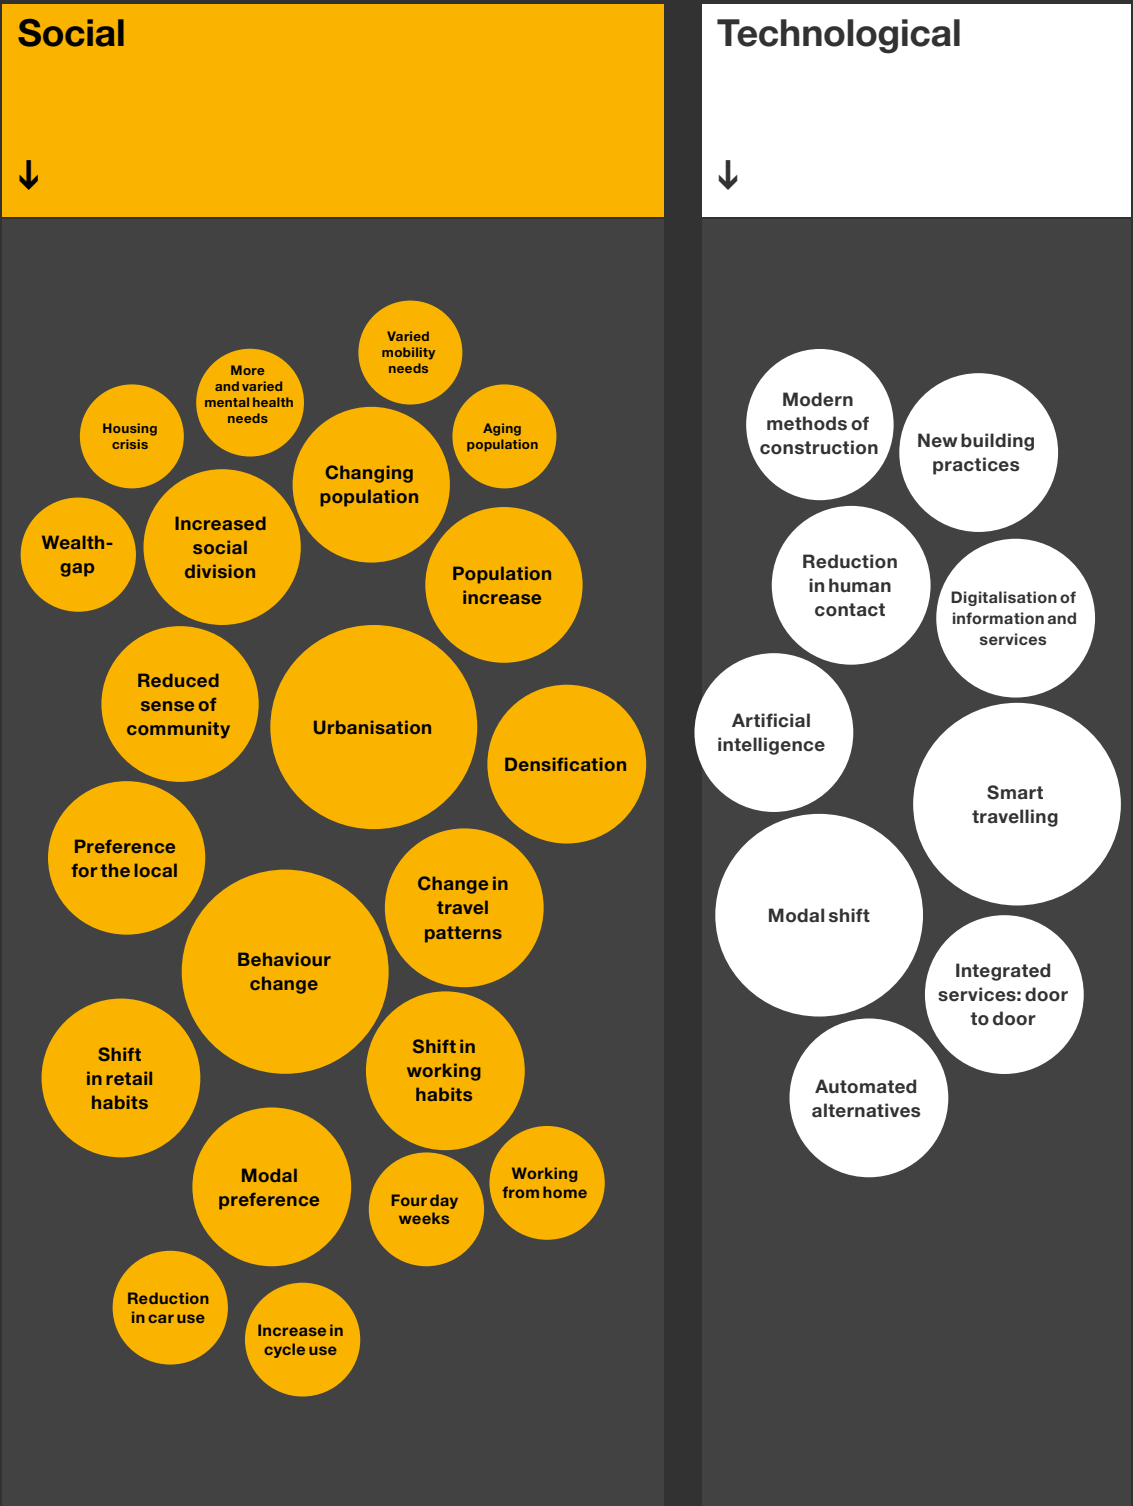 Social
↓
Varied
mobility
needs
More
and varied
mental health
needs
Housing
crisis
Aging
population
Changing
population
Increased
social
division
Wealth-
gap
Population
increase
Reduced
sense of
community
Urbanisation
Densification
Preference
for the local
Change in
travel
patterns
Behaviour
change
Shift
in retail
habits
Shift in
working
habits
Modal
preference
Four day
weeks
Working
from home
Reduction
in car use
Increase in
cycle use
Technological
↓
Modern
methods of
construction
New building
practices
Reduction
in human
contact
Digitalisation of
information and
services
Artificial
intelligence
Smart
travelling
Modal shift
Integrated
services: door
to door
Automated
alternatives